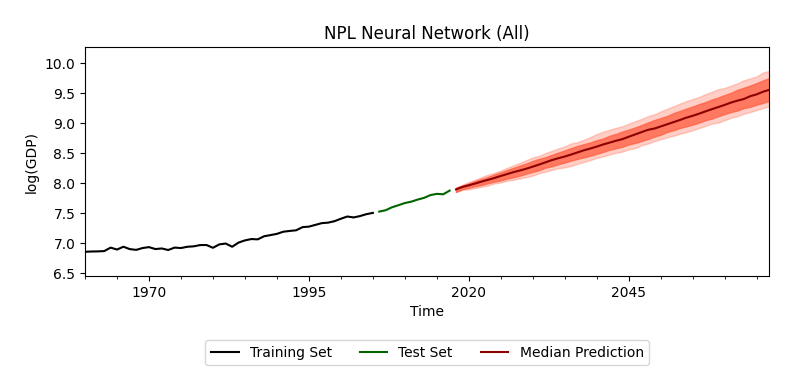 NPL Neural Network (All)
10.0
9.5
9.0
8.5
8.0
7.5
7.0
6.5
log(GDP)
1970 1995 2020 2045
Time
Training Set Test Set Median Prediction